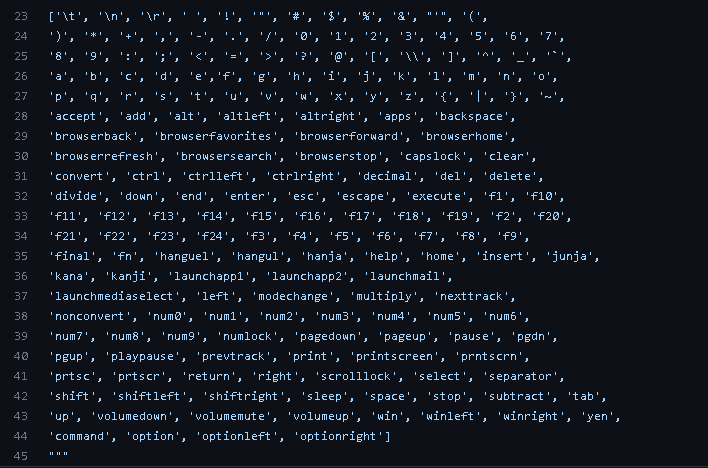 23 ['\t', '\n', '\r', ' ', '!', '"', '#', '$', '%', '&', "'", '(',
24 ')', '*', '+', ',', '-', '.', '/', '0', '1', '2', '3', '4', '5', '6', '7',
25 '8', '9', ':', ';', '<', '=', '>', '?', '@', '[', '\\', ']', '^', '_', '`',
26 'a', 'b', 'c', 'd', 'e','f', 'g', 'h', 'i', 'j', 'k', 'l', 'm', 'n', 'o',
27 'p', 'q', 'r', 's', 't', 'u', 'v', 'w', 'x', 'y', 'z', '{', '|', '}', '~',
28 'accept', 'add', 'alt', 'altleft', 'altright', 'apps', 'backspace',
29 'browserback', 'browserfavorites', 'browserforward', 'browserhome',
30 'browserrefresh', 'browsersearch', 'browserstop', 'capslock', 'clear',
31 'convert', 'ctrl', 'ctrlleft', 'ctrlright', 'decimal', 'del', 'delete',
32 'divide', 'down', 'end', 'enter', 'esc', 'escape', 'execute', 'f1', 'f10',
33 'f11', 'f12', 'f13', 'f14', 'f15', 'f16', 'f17', 'f18', 'f19', 'f2', 'f20',
34 'f21', 'f22', 'f23', 'f24', 'f3', 'f4', 'f5', 'f6', 'f7', 'f8', 'f9',
35 'final', 'fn', 'hanguel', 'hangul', 'hanja', 'help', 'home', 'insert', 'junja',
36 'kana', 'kanji', 'launchapp1', 'launchapp2', 'launchmail',
37 'launchmediaselect', 'left', 'modechange', 'multiply', 'nexttrack',
38 'nonconvert', 'num0', 'num1', 'num2', 'num3', 'num4', 'num5', 'num6',
39 'num7', 'num8', 'num9', 'numlock', 'pagedown', 'pageup', 'pause', 'pgdn',
40 'pgup', 'playpause', 'prevtrack', 'print', 'printscreen', 'prntscrn',
41 'prtsc', 'prtscr', 'return', 'right', 'scrolllock', 'select', 'separator',
42 'shift', 'shiftleft', 'shiftright', 'sleep', 'space', 'stop', 'subtract', 'tab',
43 'up', 'volumedown', 'volumemute', 'volumeup', 'win', 'winleft', 'winright', 'yen',
44 'command', 'option', 'optionleft', 'optionright']
45 """